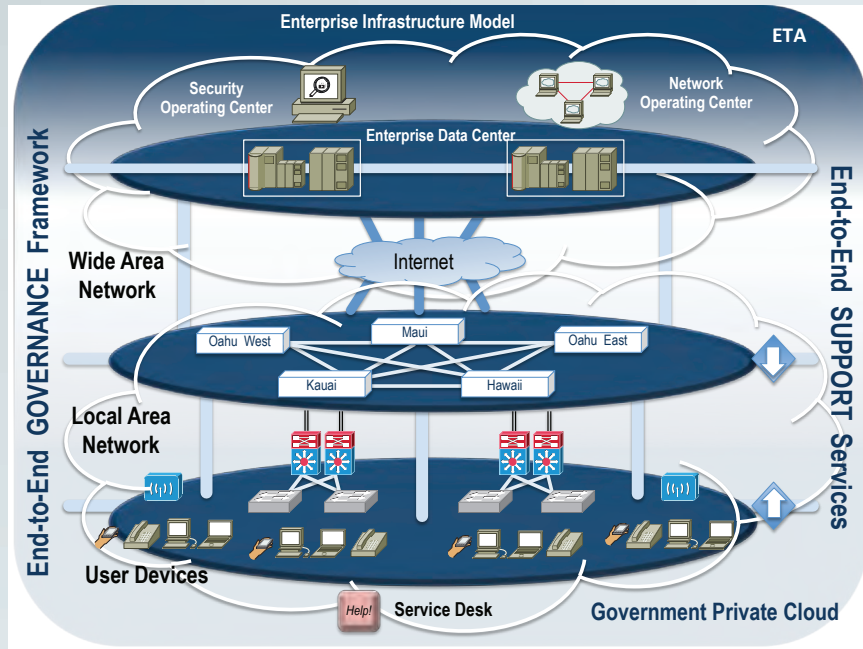 Enterprise Infrastructure Model
ETA
Security
Operating Center
Network
Operating Center
Enterprise Data Center
End-to-End GOVERNANCE Framework
End-to-End SUPPORT Services
Wide Area
Network
Internet
Oahu West
Maui
Oahu East
Kauai
Hawaii
Local Area
Network
User Devices
Help!
Service Desk
Government Private Cloud